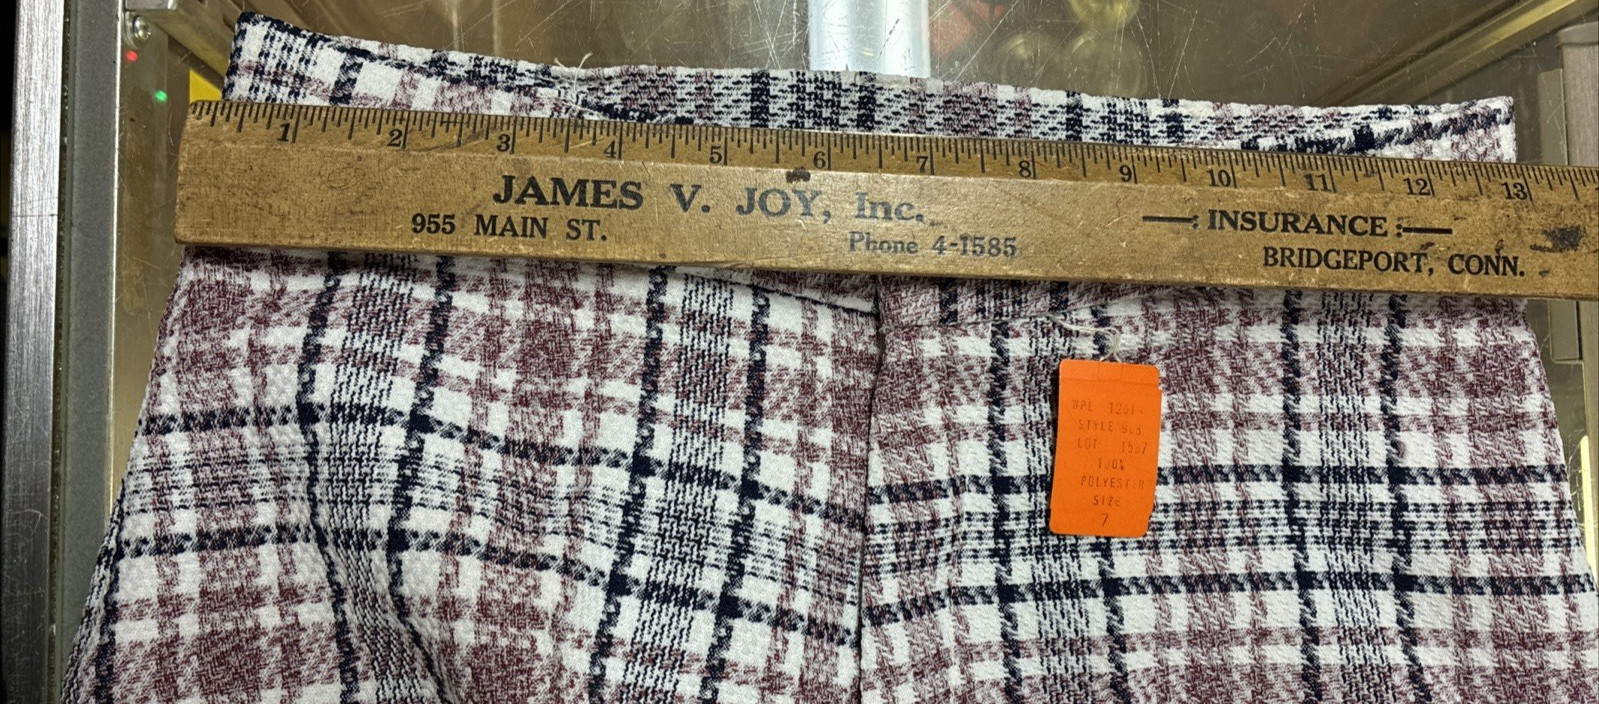 1 2 3 4 5 6 7 8 9 10 11 12 13
JAMES V. JOY, Inc.
955 MAIN ST.
Phone 4-1585
—: INSURANCE :—
BRIDGEPORT, CONN.
WPL
STYLE
LOT
100%
POLYESTER
SIZE
7